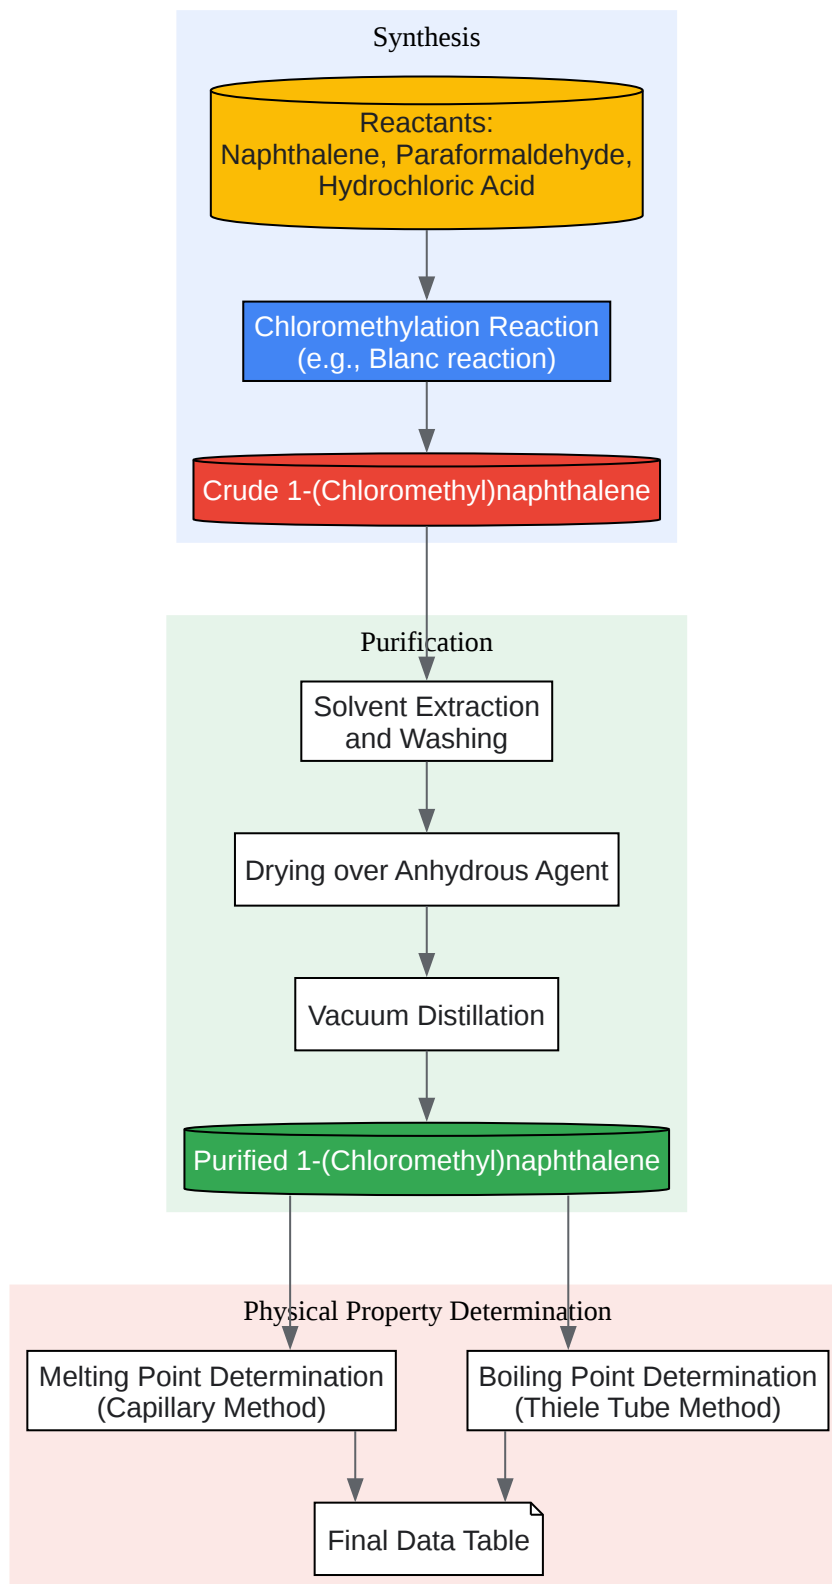 Synthesis
Reactants:
Naphthalene, Paraformaldehyde,
Hydrochloric Acid
Chloromethylation Reaction
(e.g., Blanc reaction)
Crude 1-(Chloromethyl)naphthalene
Purification
Solvent Extraction
and Washing
Drying over Anhydrous Agent
Vacuum Distillation
Purified 1-(Chloromethyl)naphthalene
Physical Property Determination
Melting Point Determination
(Capillary Method)
Boiling Point Determination
(Thiele Tube Method)
Final Data Table